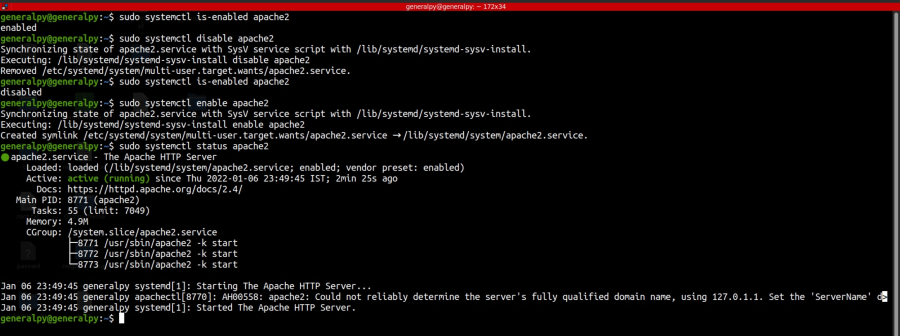 generalpy@generalpy: ~ 172x34
generalpy@generalpy:~$ sudo systemctl is-enabled apache2
enabled
generalpy@generalpy:~$ sudo systemctl disable apache2
Synchronizing state of apache2.service with SysV service script with /lib/systemd/systemd-sysv-install.
Executing: /lib/systemd/systemd-sysv-install disable apache2
Removed /etc/systemd/system/multi-user.target.wants/apache2.service.
generalpy@generalpy:~$ sudo systemctl is-enabled apache2
disabled
generalpy@generalpy:~$ sudo systemctl enable apache2
Synchronizing state of apache2.service with SysV service script with /lib/systemd/systemd-sysv-install.
Executing: /lib/systemd/systemd-sysv-install enable apache2
Created symlink /etc/systemd/system/multi-user.target.wants/apache2.service → /lib/systemd/system/apache2.service.
generalpy@generalpy:~$ sudo systemctl status apache2
● apache2.service - The Apache HTTP Server
Loaded: loaded (/lib/systemd/system/apache2.service; enabled; vendor preset: enabled)
Active: active (running) since Thu 2022-01-06 23:49:45 IST; 2min 25s ago
Docs: https://httpd.apache.org/docs/2.4/
Main PID: 8771 (apache2)
Tasks: 55 (limit: 7049)
Memory: 4.9M
CGroup: /system.slice/apache2.service
├─8771 /usr/sbin/apache2 -k start
├─8772 /usr/sbin/apache2 -k start
└─8773 /usr/sbin/apache2 -k start
Jan 06 23:49:45 generalpy systemd[1]: Starting The Apache HTTP Server...
Jan 06 23:49:45 generalpy apachectl[8770]: AH00558: apache2: Could not reliably determine the server's fully qualified domain name, using 127.0.1.1. Set the 'ServerName' d>
Jan 06 23:49:45 generalpy systemd[1]: Started The Apache HTTP Server.
generalpy@generalpy:~$